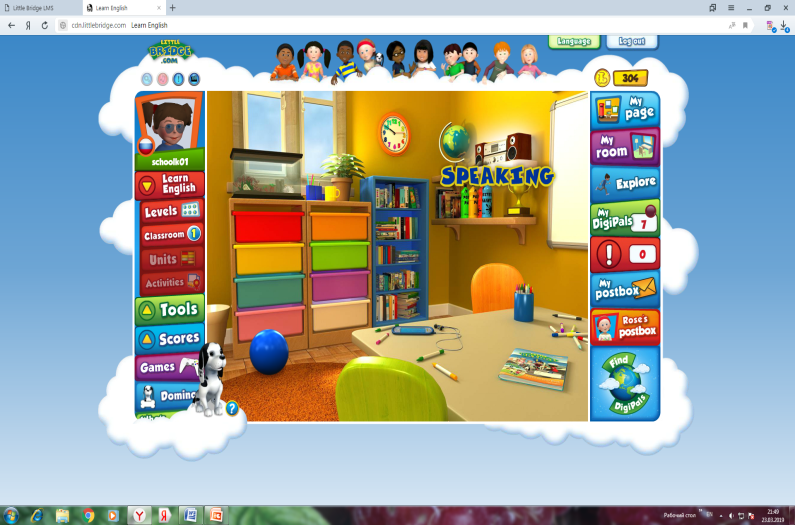 Little Bridge LMS
Learn English
Я
cdn.littlebridge.com Learn English
LITTLE
BRIDGE
.COM
Language
Log out
304
schoolk01
Learn
English
Levels
Classroom 1
Units
Activities
Tools
Scores
Games
Domino
?
SPEAKING
My
page
My
room
Explore
My
DigiPals
7
! 0
My
postbox
Rose's
postbox
Find
DigiPals
Рабочий стол
EN
21:49
23.03.2019